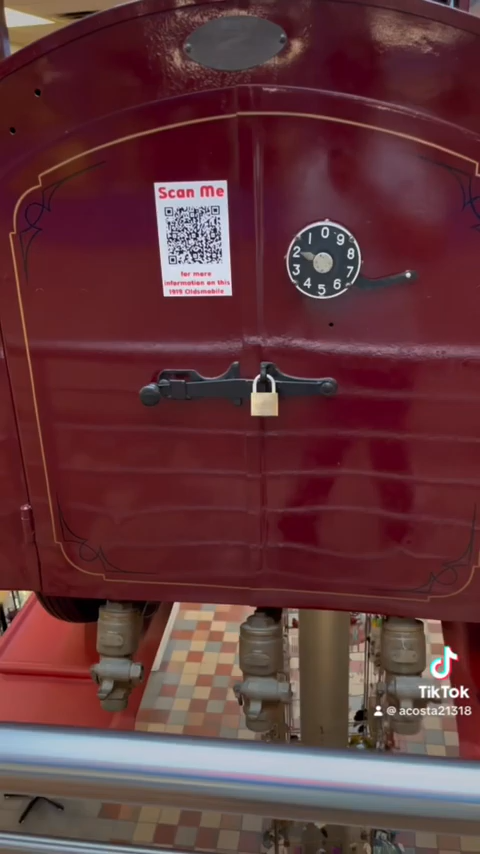 Scan Me
for more
information on this
1919 Oldsmobile
1 0 9
2 8
3 7
4 5 6
TikTok
@acosta21318